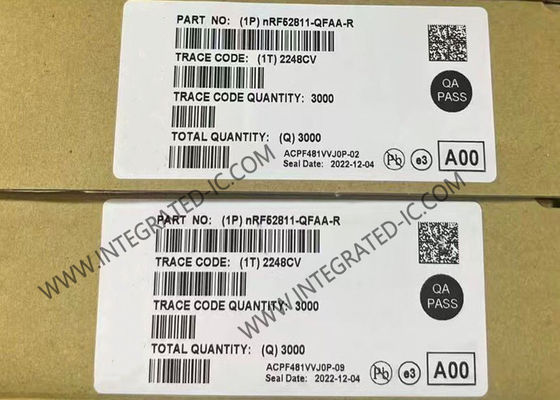 PART NO: (1P) nRF52811-QFAA-R
TRACE CODE: (1T) 2248CV
QA
PASS
TRACE CODE QUANTITY: 3000
TOTAL QUANTITY: (Q) 3000
ACPF481VVJ0P-02
Seal Date: 2022-12-04
Pb
e3
A00
PART NO: (1P) nRF52811-QFAA-R
TRACE CODE: (1T) 2248CV
QA
PASS
TRACE CODE QUANTITY: 3000
TOTAL QUANTITY: (Q) 3000
ACPF481VVJ0P-09
Seal Date: 2022-12-04
Pb
e3
A00
WWW.INTEGRATED-IC.COM
WWW.INTEGRATED-IC.COM